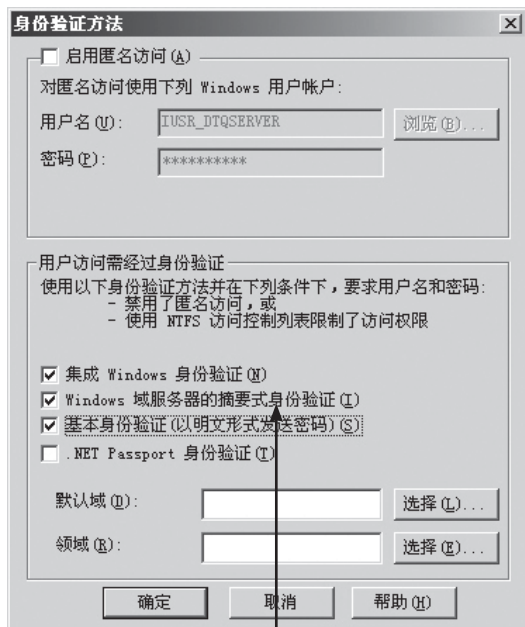 身份验证方法
启用匿名访问(A)
对匿名访问使用下列 Windows 用户帐户:
用户名(U): IUSR_DTQSERVER 浏览(B)...
密码(P): **********
用户访问需经过身份验证
使用以下身份验证方法并在下列条件下,要求用户名和密码:
- 禁用了匿名访问,或
- 使用 NTFS 访问控制列表限制了访问权限
集成 Windows 身份验证(N)
Windows 域服务器的摘要式身份验证(I)
基本身份验证(以明文形式发送密码)(S)
.NET Passport 身份验证(T)
默认域(D): 选择(L)...
领域(R): 选择(E)...
确定 取消 帮助(H)